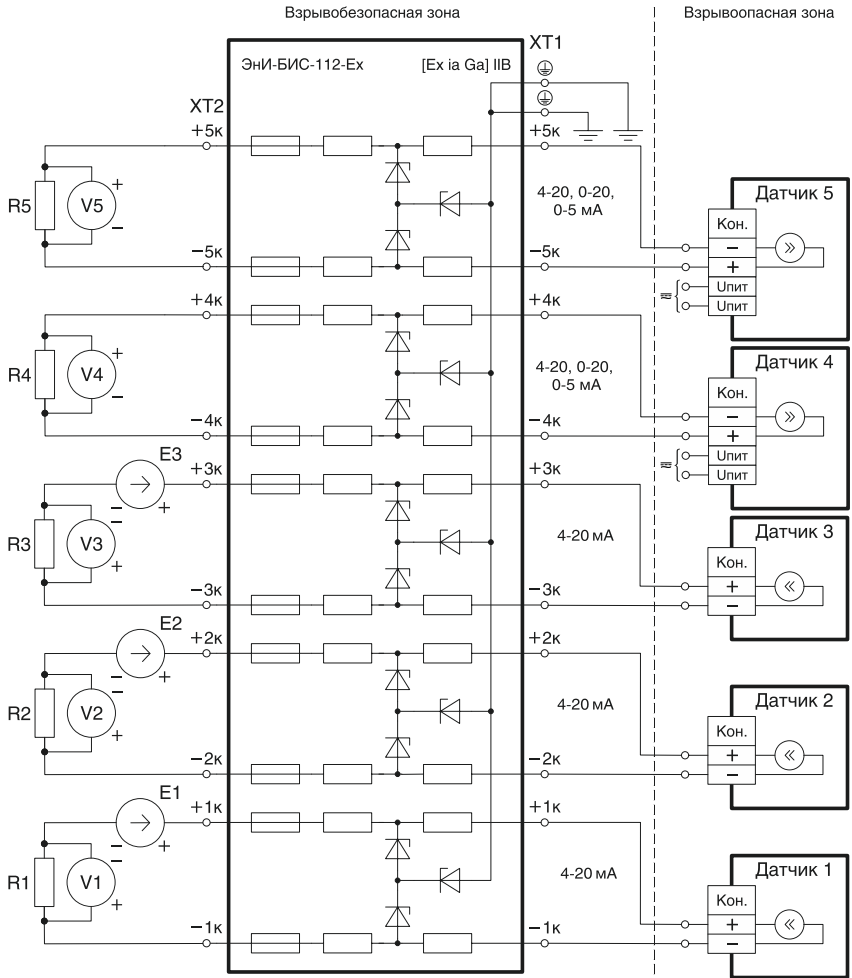 Взрывобезопасная зона
Взрывоопасная зона
ЭнИ-БИС-112-Ех
[Ex ia Ga] IIB
XT1
XT2
+5к
+5к
R5
V5
+
−
4-20, 0-20,
0-5 мА
Датчик 5
Кон.
−
+
Uпит
Uпит
−5к
−5к
+4к
+4к
R4
V4
+
−
4-20, 0-20,
0-5 мА
Датчик 4
Кон.
−
+
Uпит
Uпит
−4к
−4к
E3
−
+
+3к
+3к
R3
V3
−
+
4-20 мА
Датчик 3
Кон.
+
−
−3к
−3к
E2
−
+
+2к
+2к
R2
V2
−
+
4-20 мА
Датчик 2
Кон.
+
−
−2к
−2к
E1
−
+
+1к
+1к
R1
V1
−
+
4-20 мА
Датчик 1
Кон.
+
−
−1к
−1к